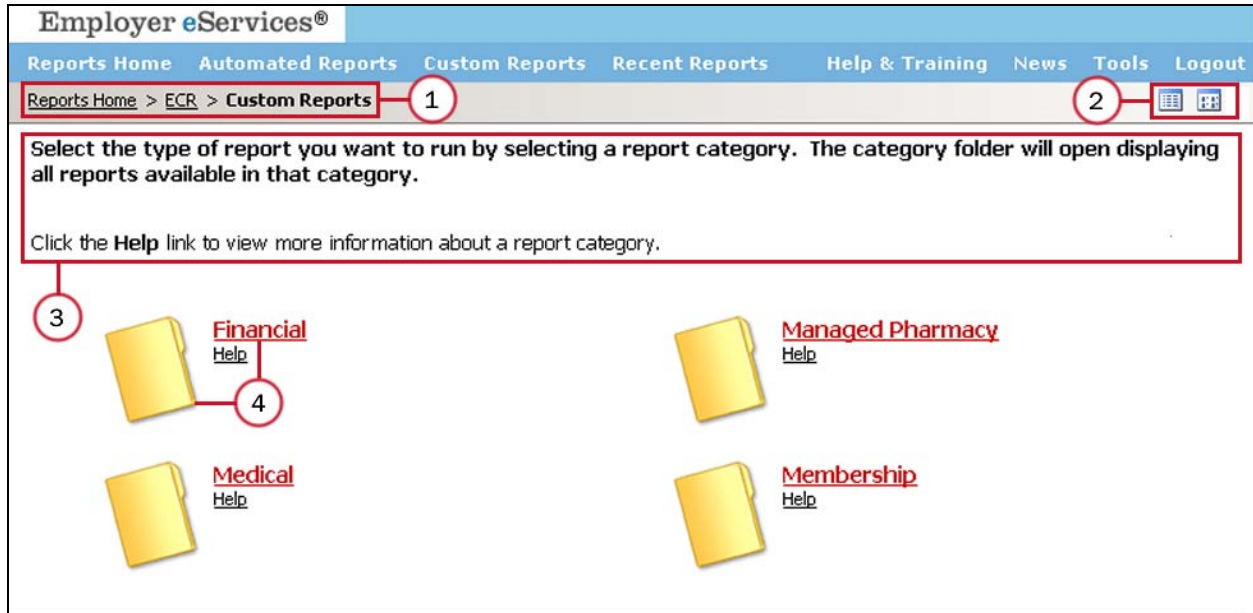 Employer eServices®
Reports Home Automated Reports Custom Reports Recent Reports Help & Training News Tools Logout
Reports Home > ECR > Custom Reports 1 2
Select the type of report you want to run by selecting a report category. The category folder will open displaying
all reports available in that category.
Click the Help link to view more information about a report category.
3
Financial Managed Pharmacy
Help Help
4
Medical Membership
Help Help